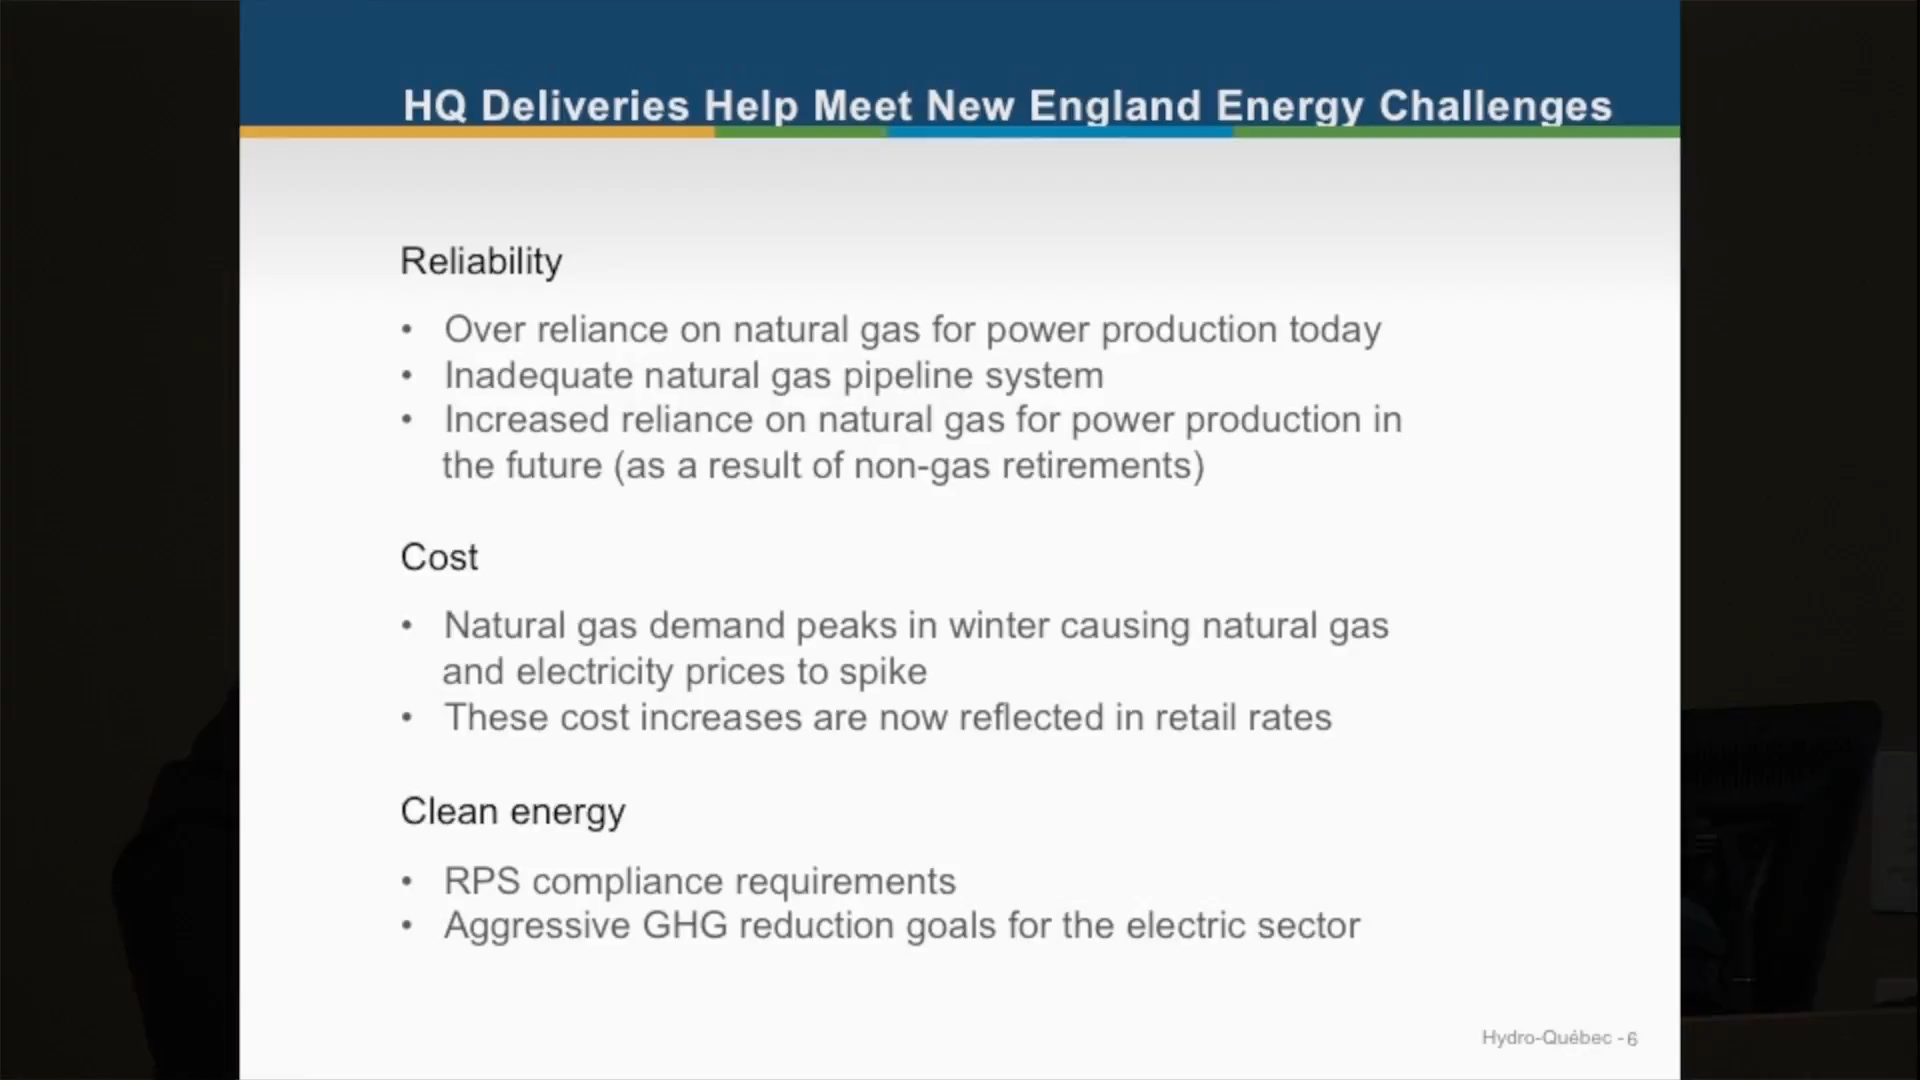 HQ Deliveries Help Meet New England Energy Challenges
Reliability
• Over reliance on natural gas for power production today
• Inadequate natural gas pipeline system
• Increased reliance on natural gas for power production in
the future (as a result of non-gas retirements)
Cost
• Natural gas demand peaks in winter causing natural gas
and electricity prices to spike
• These cost increases are now reflected in retail rates
Clean energy
• RPS compliance requirements
• Aggressive GHG reduction goals for the electric sector
Hydro-Québec - 6